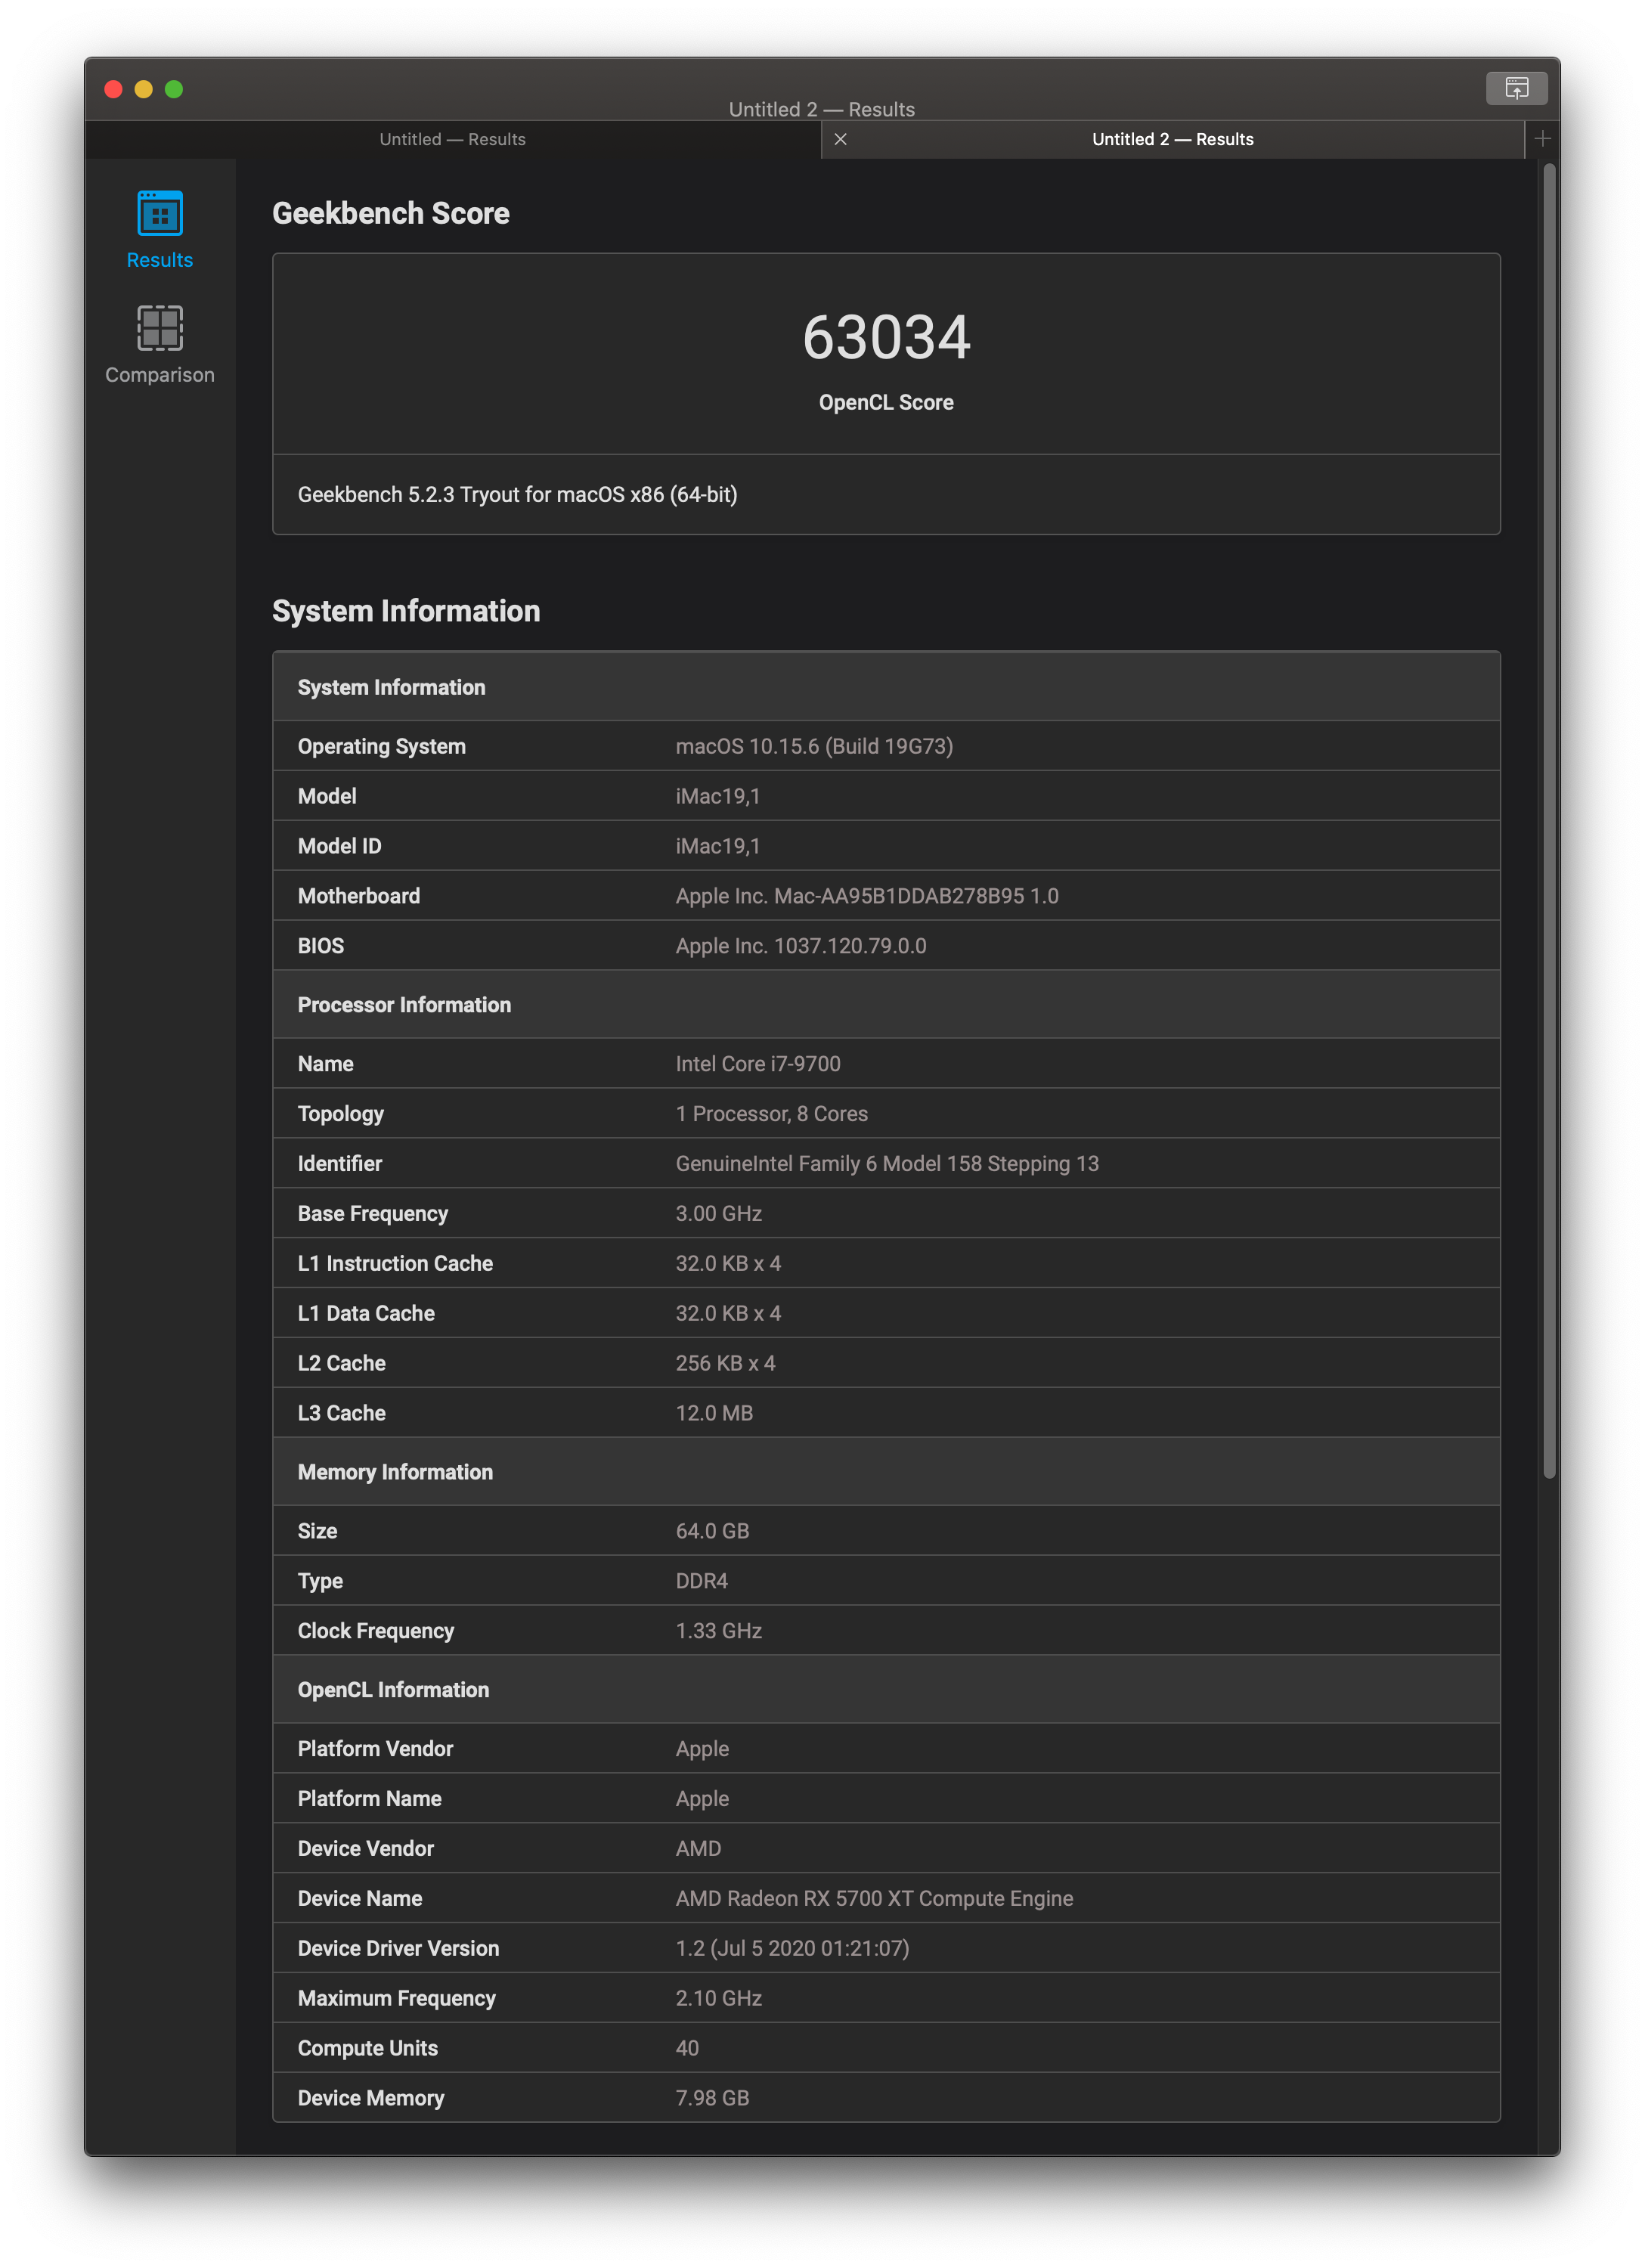 Untitled 2 — Results
Untitled — Results
Untitled 2 — Results
Results
Comparison
Geekbench Score
63034
OpenCL Score
Geekbench 5.2.3 Tryout for macOS x86 (64-bit)
System Information
System Information
Operating System macOS 10.15.6 (Build 19G73)
Model iMac19,1
Model ID iMac19,1
Motherboard Apple Inc. Mac-AA95B1DDAB278B95 1.0
BIOS Apple Inc. 1037.120.79.0.0
Processor Information
Name Intel Core i7-9700
Topology 1 Processor, 8 Cores
Identifier GenuineIntel Family 6 Model 158 Stepping 13
Base Frequency 3.00 GHz
L1 Instruction Cache 32.0 KB x 4
L1 Data Cache 32.0 KB x 4
L2 Cache 256 KB x 4
L3 Cache 12.0 MB
Memory Information
Size 64.0 GB
Type DDR4
Clock Frequency 1.33 GHz
OpenCL Information
Platform Vendor Apple
Platform Name Apple
Device Vendor AMD
Device Name AMD Radeon RX 5700 XT Compute Engine
Device Driver Version 1.2 (Jul 5 2020 01:21:07)
Maximum Frequency 2.10 GHz
Compute Units 40
Device Memory 7.98 GB